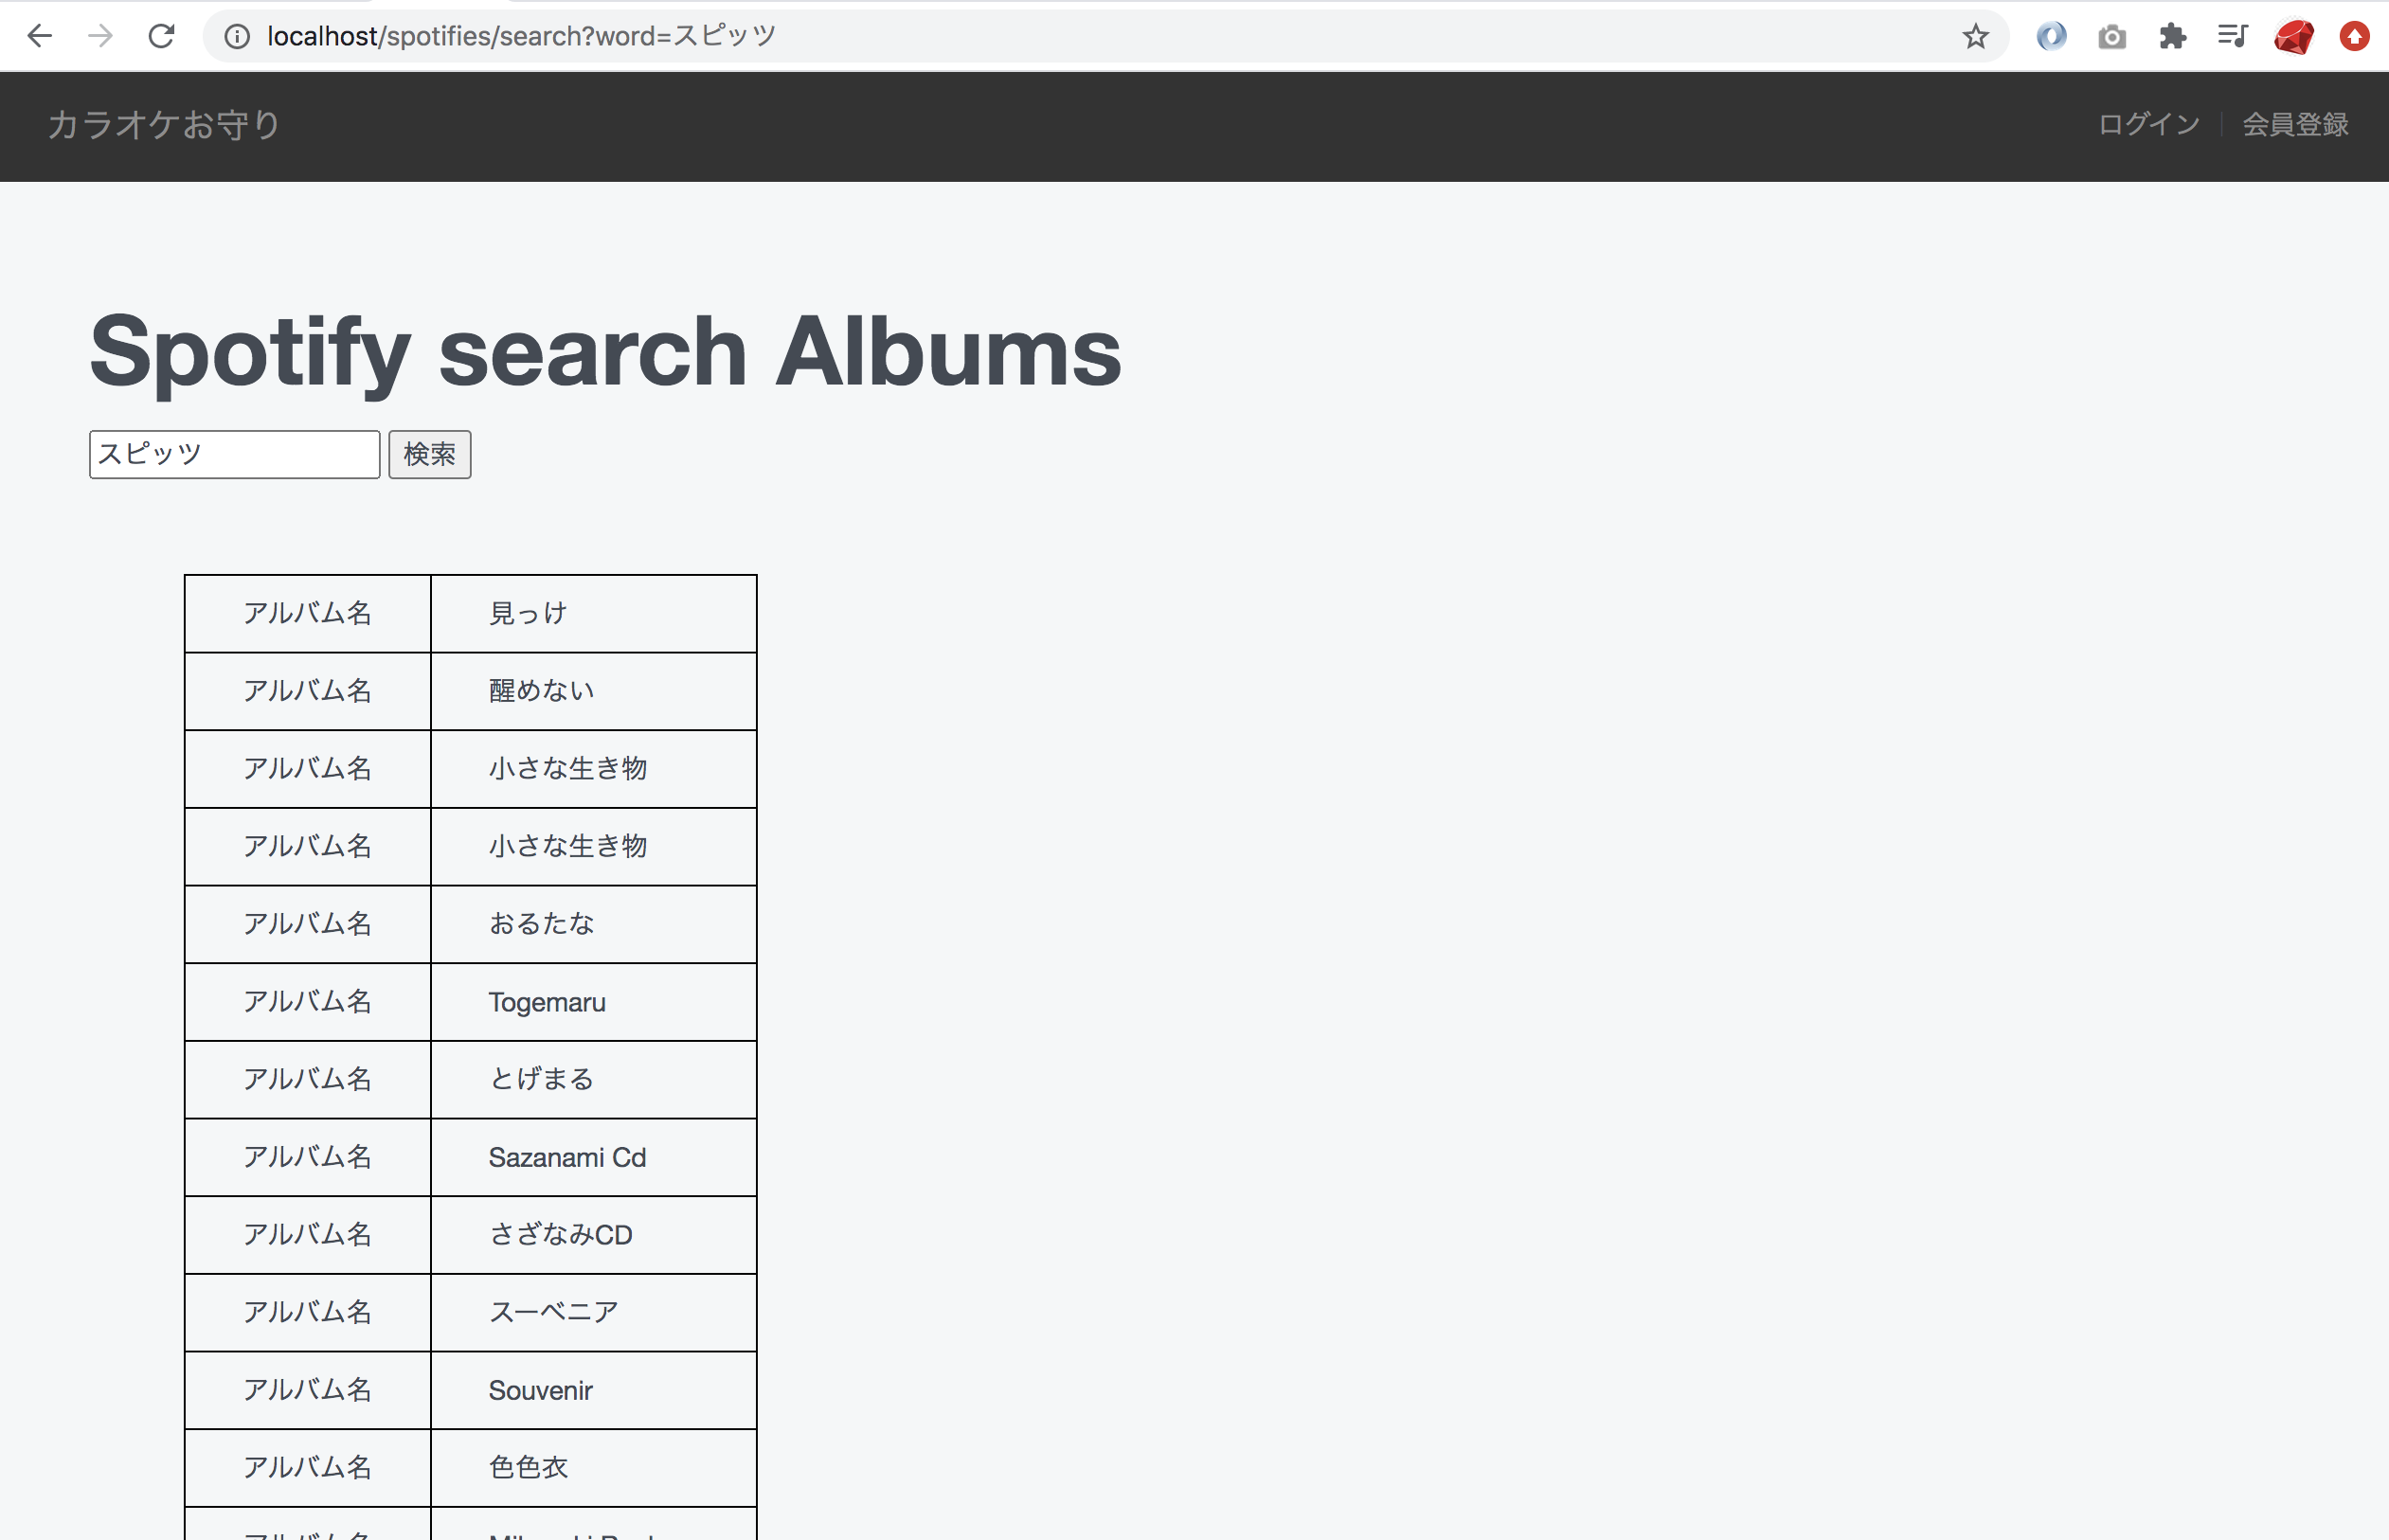 localhost/spotifies/search?word=スピッツ
カラオケお守り ログイン | 会員登録
Spotify search Albums
スピッツ 検索
アルバム名 見っけ
アルバム名 醒めない
アルバム名 小さな生き物
アルバム名 小さな生き物
アルバム名 おるたな
アルバム名 Togemaru
アルバム名 とげまる
アルバム名 Sazanami Cd
アルバム名 さざなみCD
アルバム名 スーベニア
アルバム名 Souvenir
アルバム名 色色衣
アルバム名